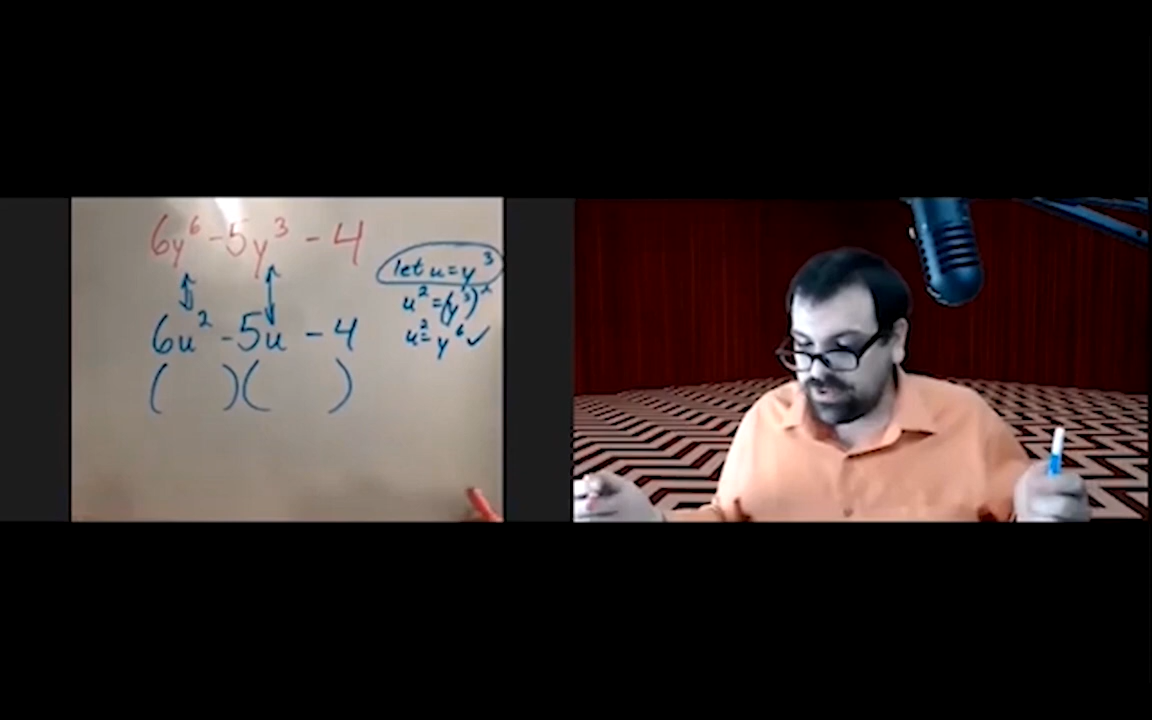 6y⁶ - 5y³ - 4
let u = y³
u² = (y³)²
u² = y⁶ ✓
6u² - 5u - 4
( )( )